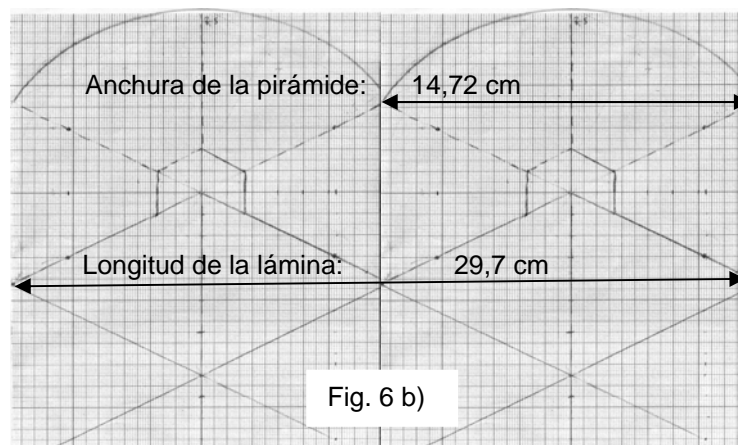 Anchura de la pirámide: 14,72 cm
Longitud de la lámina: 29,7 cm
Fig. 6 b)